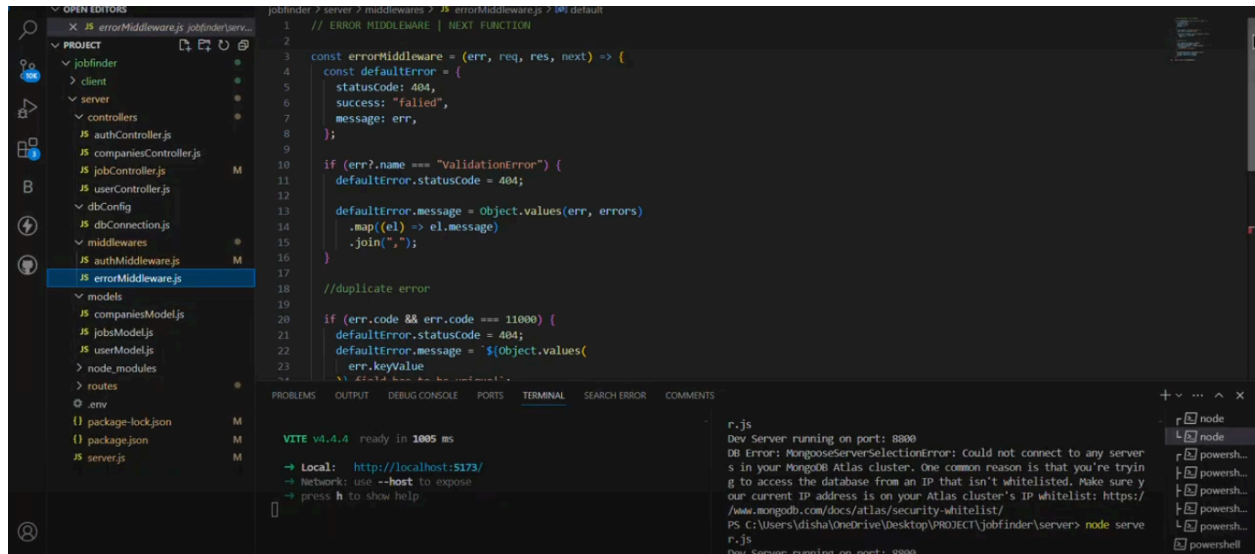 OPEN EDITORS
JS errorMiddleware.js jobfinder\serv...
PROJECT
jobfinder
client
server
controllers
JS authController.js
JS companiesController.js
JS jobController.js M
JS userController.js
dbConfig
JS dbConnection.js
middlewares
JS authMiddleware.js M
JS errorMiddleware.js
models
JS companiesModel.js
JS jobsModel.js
JS userModel.js
node_modules
routes
.env
{} package-lock.json M
{} package.json M
JS server.js M
10K
3
B
jobfinder > server > middlewares > JS errorMiddleware.js > default
1 // ERROR MIDDLEWARE | NEXT FUNCTION
2
3 const errorMiddleware = (err, req, res, next) => {
4 const defaultError = {
5 statusCode: 404,
6 success: "falied",
7 message: err,
8 };
9
10 if (err?.name === "ValidationError") {
11 defaultError.statusCode = 404;
12
13 defaultError.message = Object.values(err, errors)
14 .map((el) => el.message)
15 .join(",");
16 }
17
18 //duplicate error
19
20 if (err.code && err.code === 11000) {
21 defaultError.statusCode = 404;
22 defaultError.message = `${Object.values(
23 err.keyValue
PROBLEMS OUTPUT DEBUG CONSOLE PORTS TERMINAL SEARCH ERROR COMMENTS
VITE v4.4.4 ready in 1005 ms
→ Local: http://localhost:5173/
→ Network: use --host to expose
→ press h to show help
r.js
Dev Server running on port: 8800
DB Error: MongooseServerSelectionError: Could not connect to any server
s in your MongoDB Atlas cluster. One common reason is that you're tryin
g to access the database from an IP that isn't whitelisted. Make sure y
our current IP address is on your Atlas cluster's IP whitelist: https:/
/www.mongodb.com/docs/atlas/security-whitelist/
PS C:\Users\disha\OneDrive\Desktop\PROJECT\jobfinder\server> node serve
r.js
Dev Server running on port: 8800
node
node
powersh...
powersh...
powersh...
powersh...
powersh...
powershell